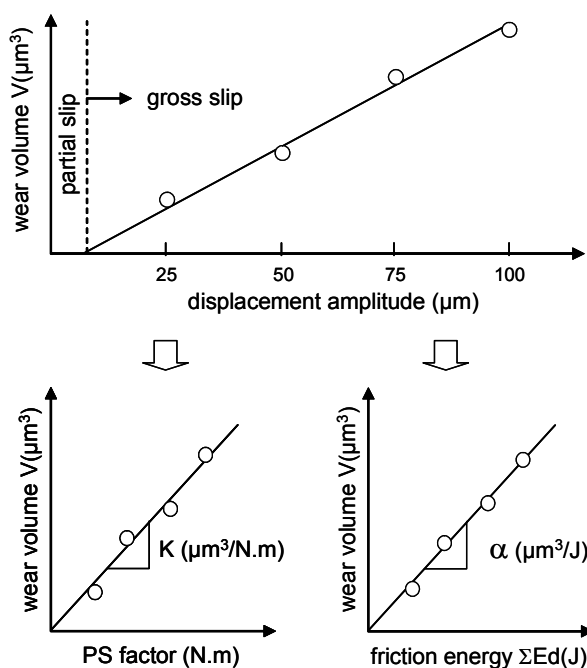 wear volume V(µm³)
partial slip
gross slip
25 50 75 100
displacement amplitude (µm)
wear volume V(µm³)
K (µm³/N.m)
PS factor (N.m)
wear volume V(µm³)
α (µm³/J)
friction energy ΣEd(J)